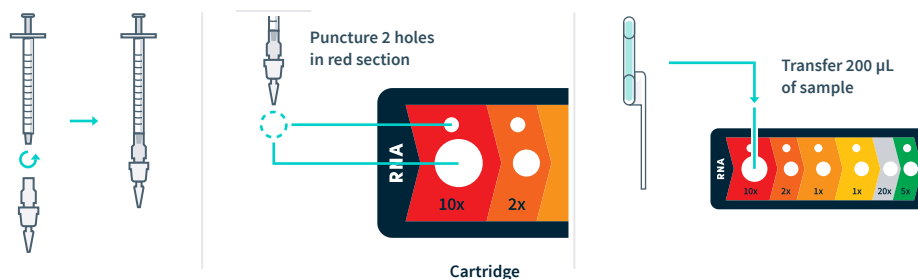 Puncture 2 holes
in red section
RNA
10x
2x
Cartridge
Transfer 200 µL
of sample
RNA
10x
2x
1x
1x
20x
5x